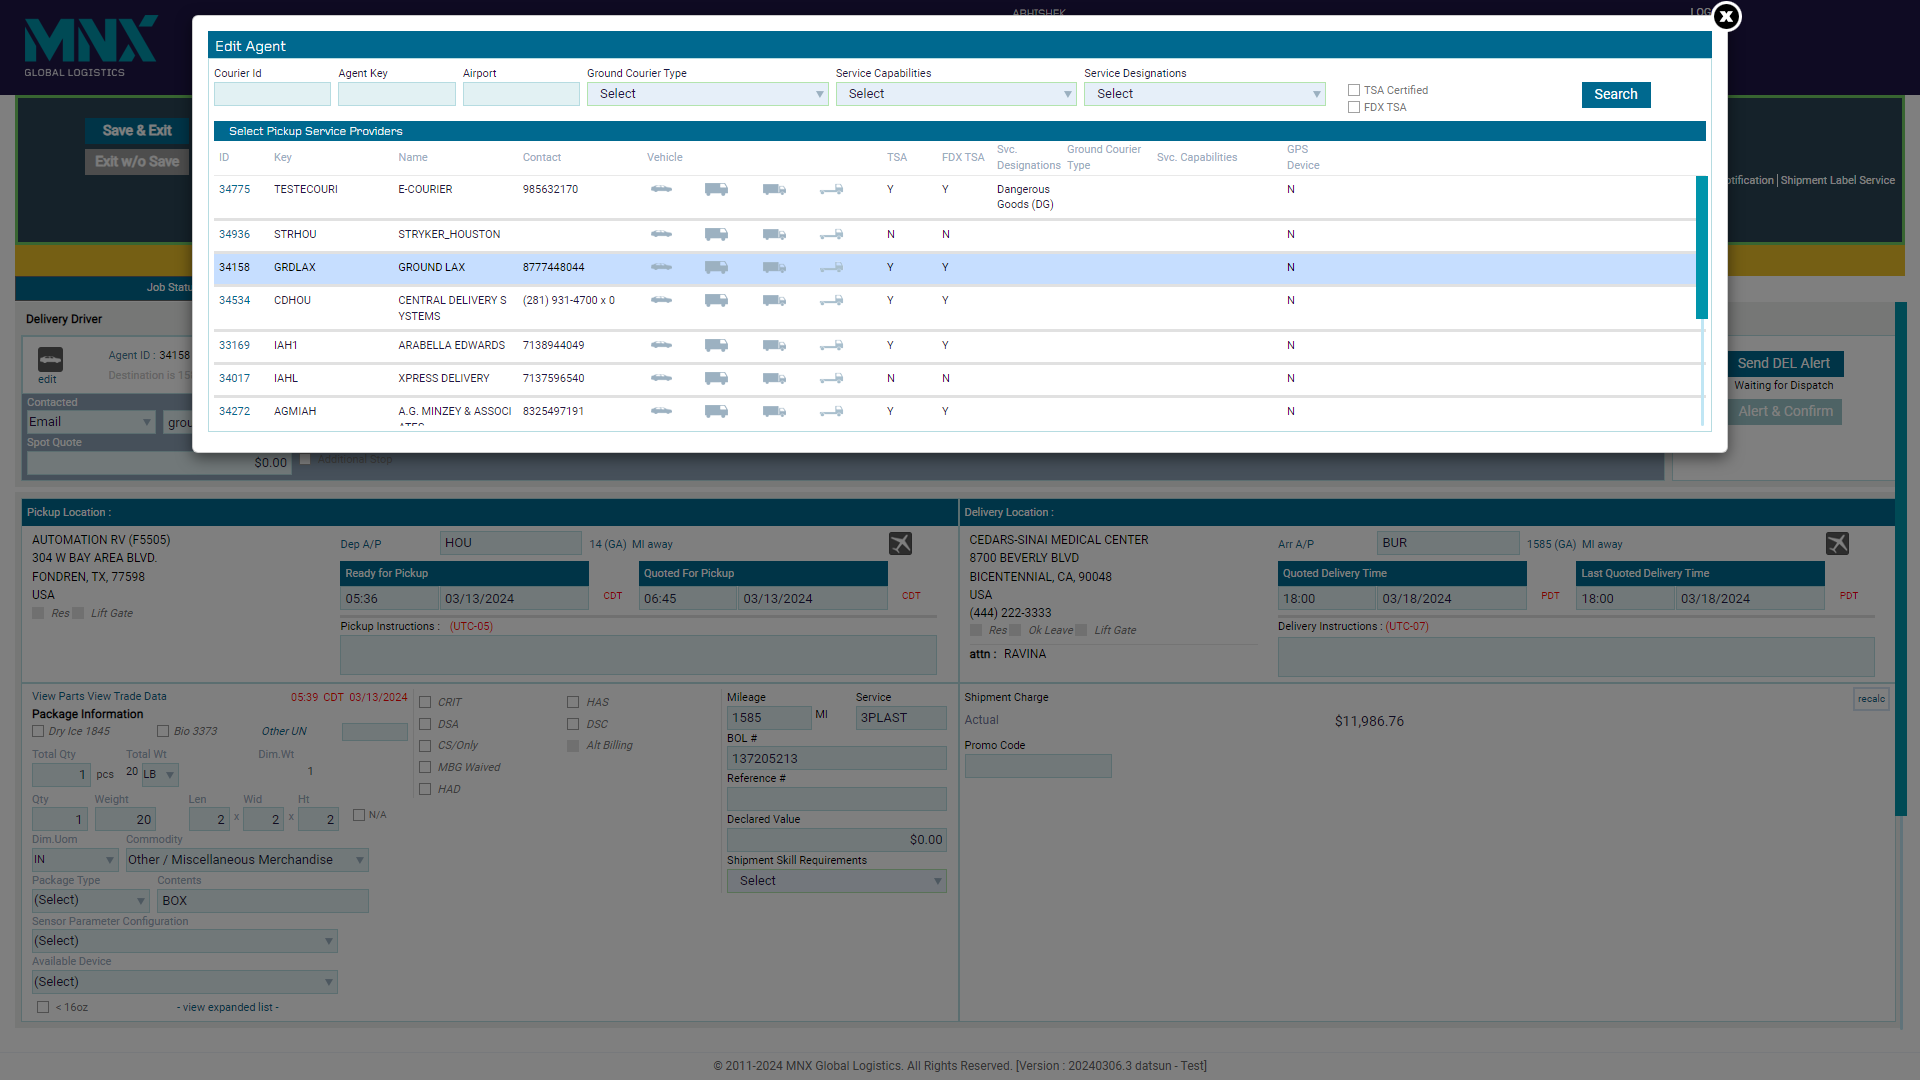 ABHISHEK
LOG
MNX
GLOBAL LOGISTICS
Edit Agent
Courier Id
Agent Key
Airport
Ground Courier Type
Service Capabilities
Service Designations
Select
Select
Select
TSA Certified
FDX TSA
Search
Select Pickup Service Providers
ID Key Name Contact Vehicle TSA FDX TSA Svc. Designations Ground Courier Type Svc. Capabilities GPS Device
34775 TESTECOURI E-COURIER 985632170 Y Y Dangerous Goods (DG) N
34936 STRHOU STRYKER_HOUSTON N N N
34158 GRDLAX GROUND LAX 8777448044 Y Y N
34534 CDHOU CENTRAL DELIVERY S (281) 931-4700 x 0 Y Y N
YSTEMS
33169 IAH1 ARABELLA EDWARDS 7138944049 Y Y N
34017 IAHL XPRESS DELIVERY 7137596540 N N N
34272 AGMIAH A.G. MINZEY & ASSOCI 8325497191 Y Y N
ATES
Save & Exit
Exit w/o Save
otification | Shipment Label Service
Job Statu
Delivery Driver
edit
Agent ID : 34158
Destination is 15
Contacted
Email
grou
Spot Quote
$0.00
Additional Stop
Send DEL Alert
Waiting for Dispatch
Alert & Confirm
Pickup Location :
AUTOMATION RV (F5505)
304 W BAY AREA BLVD.
FONDREN, TX, 77598
USA
Res Lift Gate
Dep A/P HOU 14 (GA) MI away
Ready for Pickup
05:36 03/13/2024 CDT
Quoted For Pickup
06:45 03/13/2024 CDT
Pickup Instructions : (UTC-05)
Delivery Location :
CEDARS-SINAI MEDICAL CENTER
8700 BEVERLY BLVD
BICENTENNIAL, CA, 90048
USA
(444) 222-3333
Res Ok Leave Lift Gate
attn : RAVINA
Arr A/P BUR 1585 (GA) MI away
Quoted Delivery Time
18:00 03/18/2024 PDT
Last Quoted Delivery Time
18:00 03/18/2024 PDT
Delivery Instructions : (UTC-07)
View Parts View Trade Data 05:39 CDT 03/13/2024
Package Information
Dry Ice 1845 Bio 3373 Other UN
Total Qty Total Wt Dim.Wt
1 pcs 20 LB 1
Qty Weight Len Wid Ht
1 20 2 x 2 x 2 N/A
Dim.Uom Commodity
IN Other / Miscellaneous Merchandise
Package Type Contents
(Select) BOX
Sensor Parameter Configuration
(Select)
Available Device
(Select)
< 16oz - view expanded list -
CRIT HAS
DSA DSC
CS/Only Alt Billing
MBG Waived
HAD
Mileage Service
1585 MI 3PLAST
BOL #
137205213
Reference #
Declared Value
$0.00
Shipment Skill Requirements
Select
Shipment Charge
recalc
Actual $11,986.76
Promo Code
© 2011-2024 MNX Global Logistics. All Rights Reserved. [Version : 20240306.3 datsun - Test]